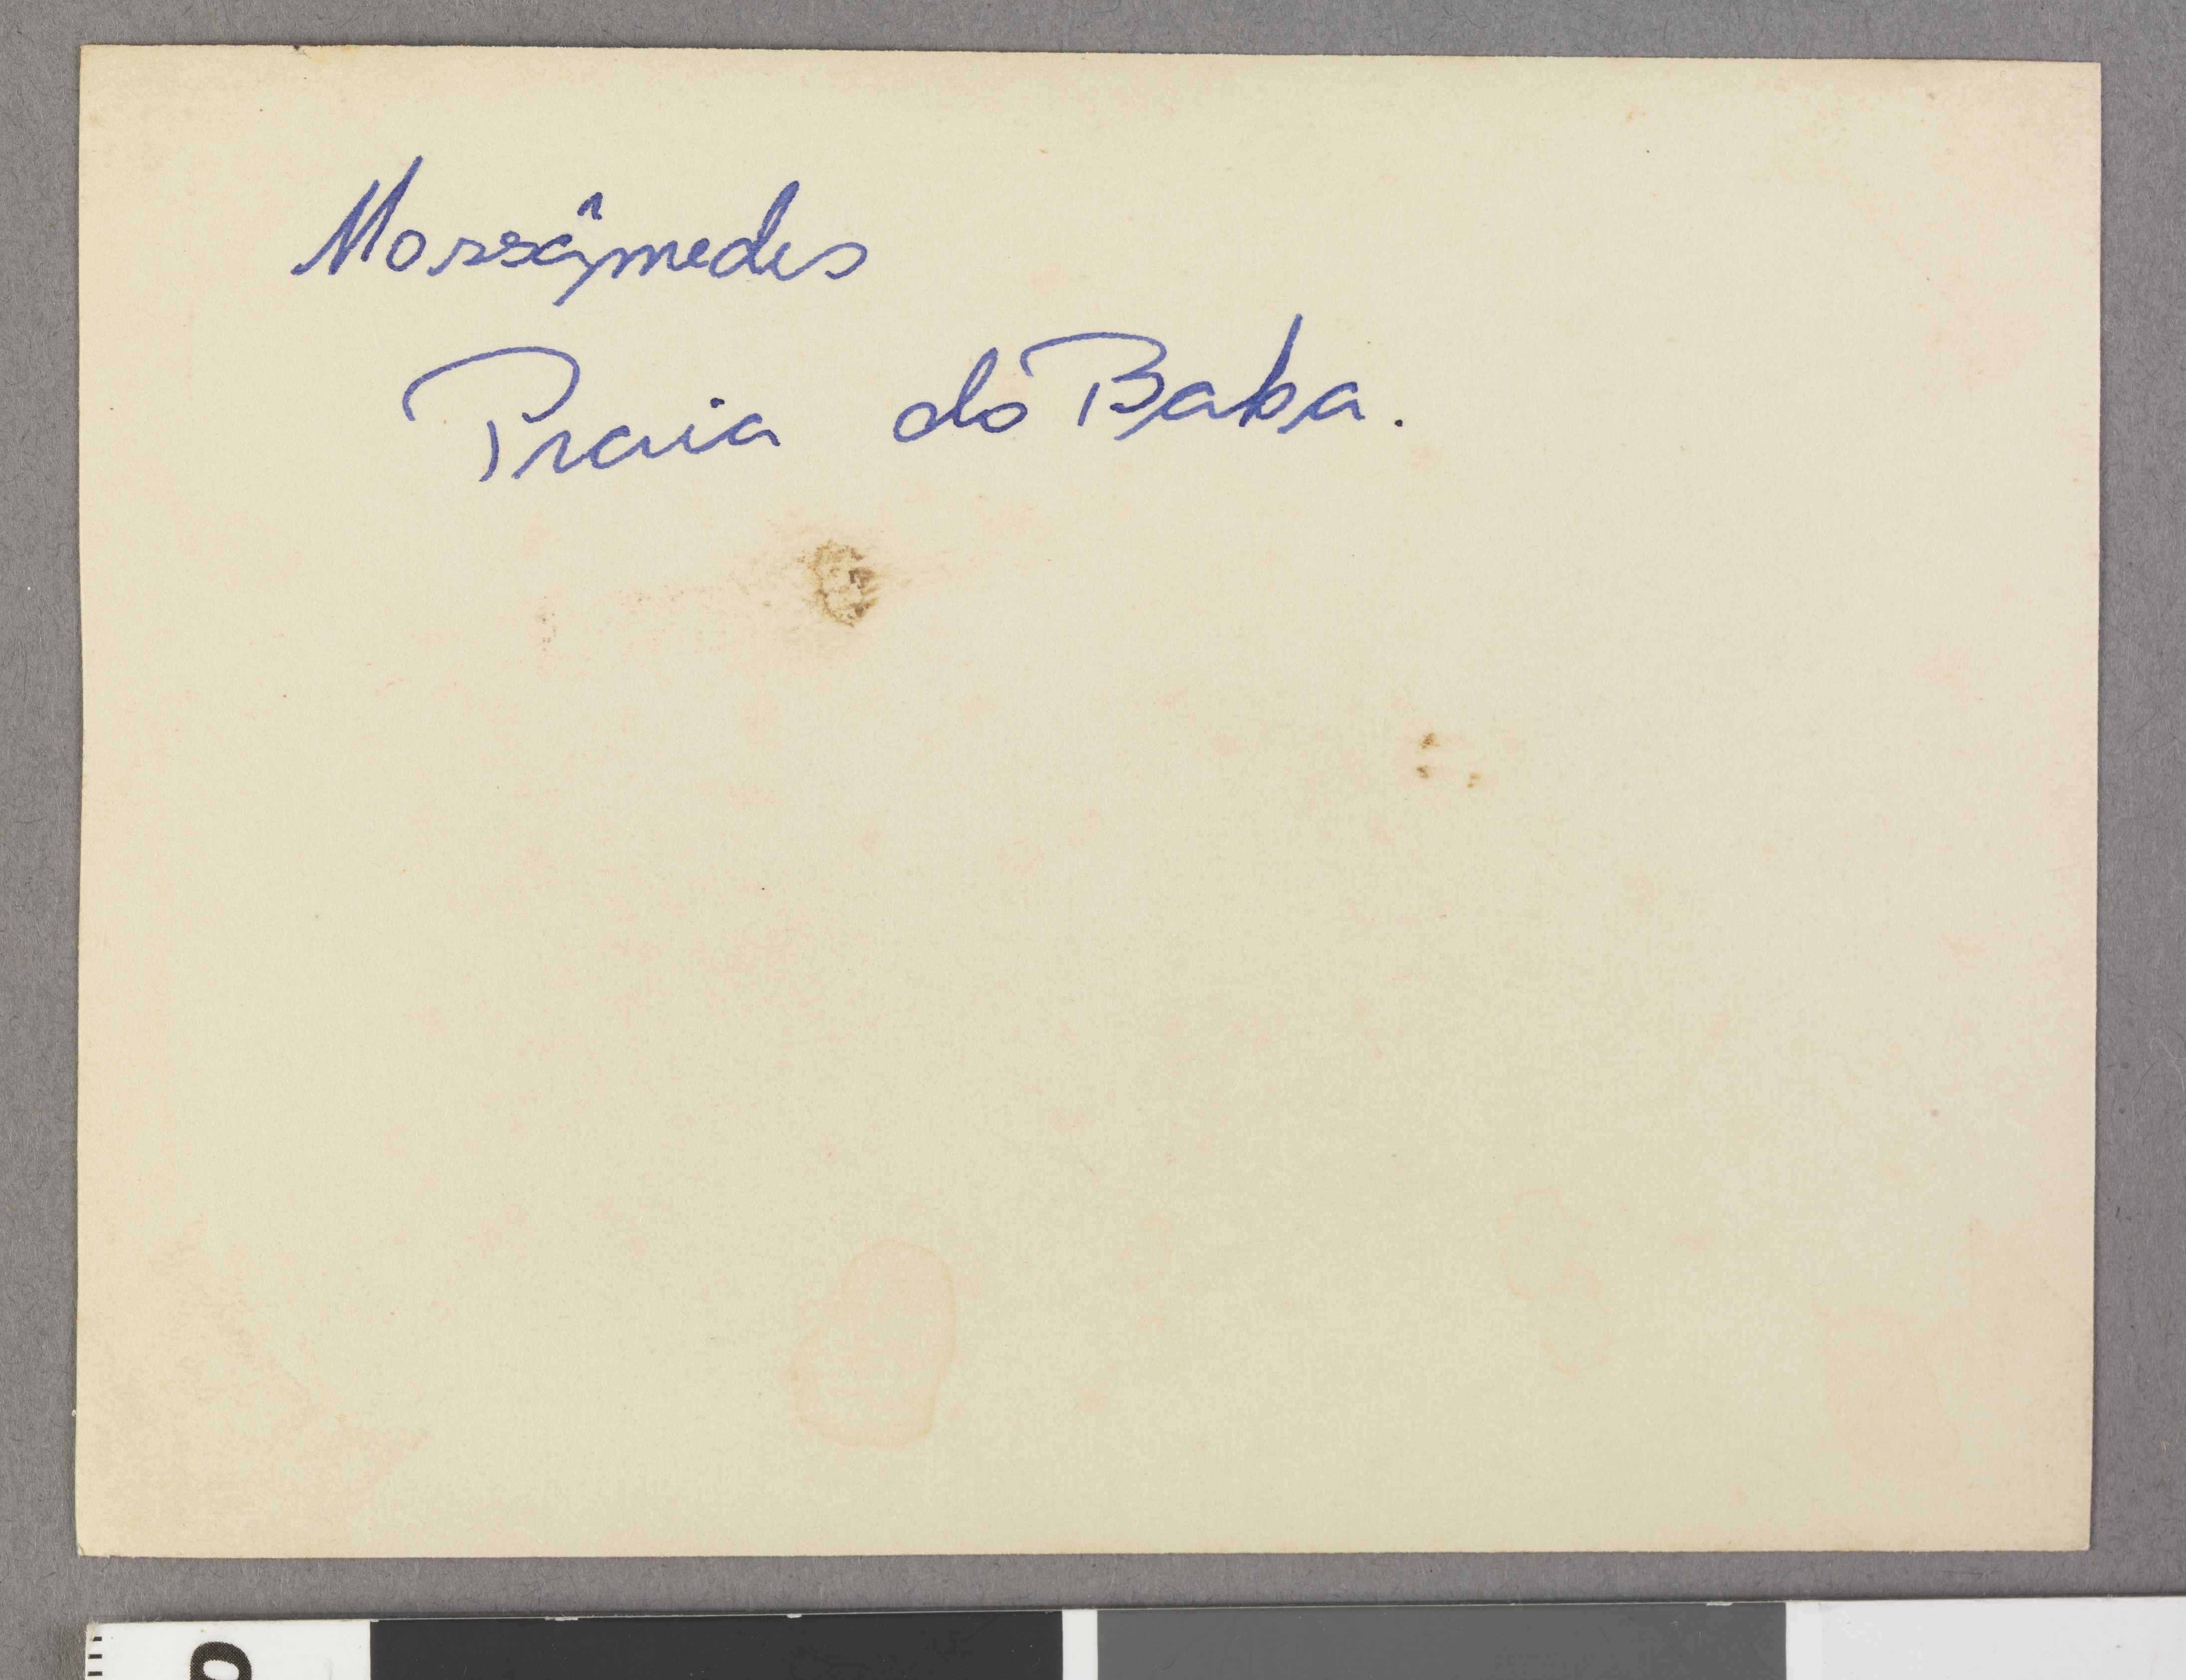 Mossâmedes
Praia do Baba.